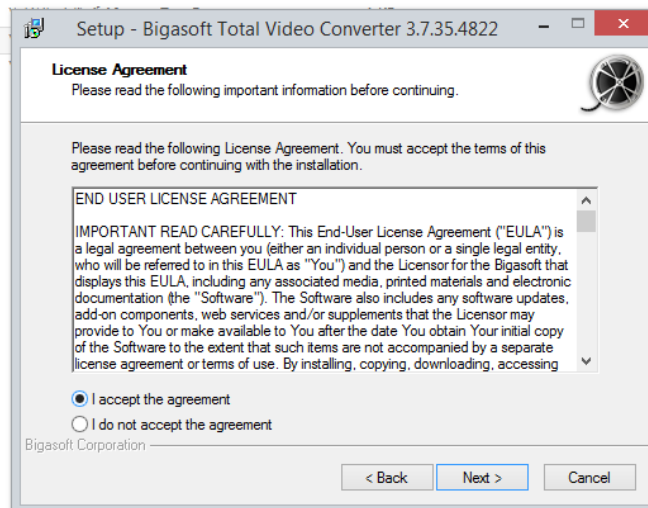 Setup - Bigasoft Total Video Converter 3.7.35.4822
License Agreement
Please read the following important information before continuing.
Please read the following License Agreement. You must accept the terms of this
agreement before continuing with the installation.
END USER LICENSE AGREEMENT
IMPORTANT READ CAREFULLY: This End-User License Agreement ("EULA") is
a legal agreement between you (either an individual person or a single legal entity,
who will be referred to in this EULA as "You") and the Licensor for the Bigasoft that
displays this EULA, including any associated media, printed materials and electronic
documentation (the "Software"). The Software also includes any software updates,
add-on components, web services and/or supplements that the Licensor may
provide to You or make available to You after the date You obtain Your initial copy
of the Software to the extent that such items are not accompanied by a separate
license agreement or terms of use. By installing, copying, downloading, accessing
I accept the agreement
I do not accept the agreement
Bigasoft Corporation
< Back Next > Cancel